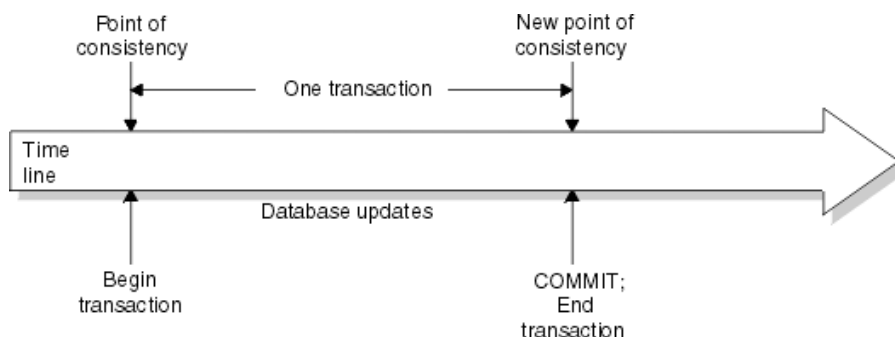 Point of
consistency
New point of
consistency
One transaction
Time
line
Database updates
Begin
transaction
COMMIT;
End
transaction